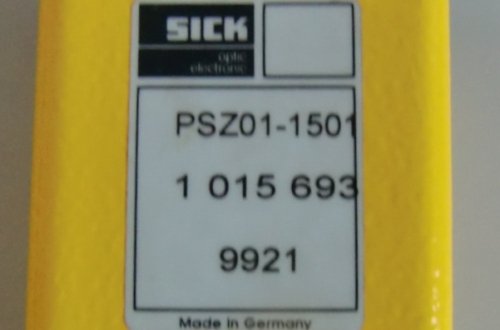 SICK
optic
electronic
PSZ01-1501
1 015 693
9921
Made in Germany